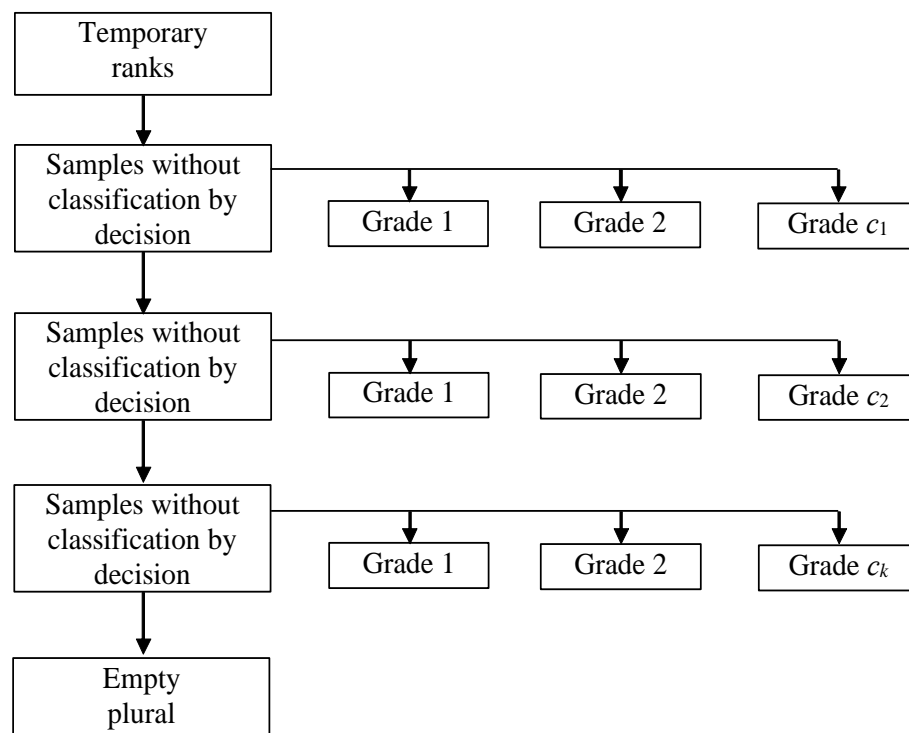 Temporary
ranks
Samples without
classification by
decision
Grade 1
Grade 2
Grade c₁
Samples without
classification by
decision
Grade 1
Grade 2
Grade c₂
Samples without
classification by
decision
Grade 1
Grade 2
Grade cₖ
Empty
plural